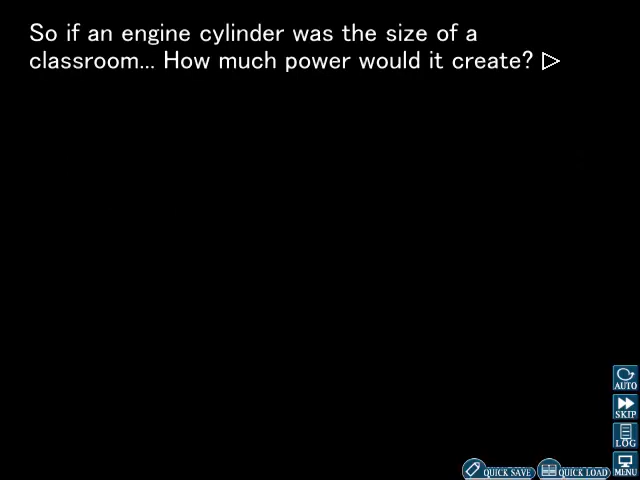 So if an engine cylinder was the size of a
classroom... How much power would it create?
AUTO
SKIP
LOG
MENU
QUICK SAVE
QUICK LOAD